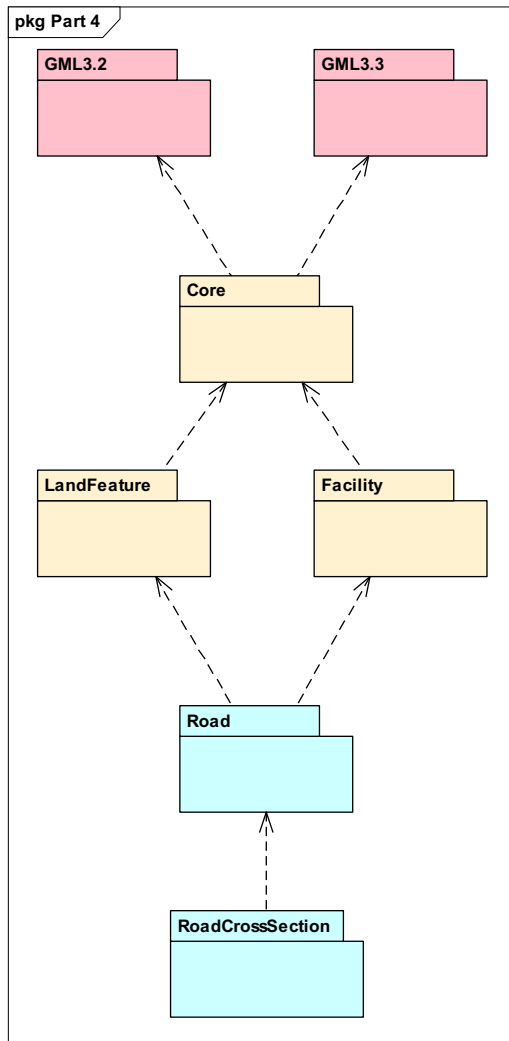 pkg Part 4
GML3.2
GML3.3
Core
LandFeature
Facility
Road
RoadCrossSection